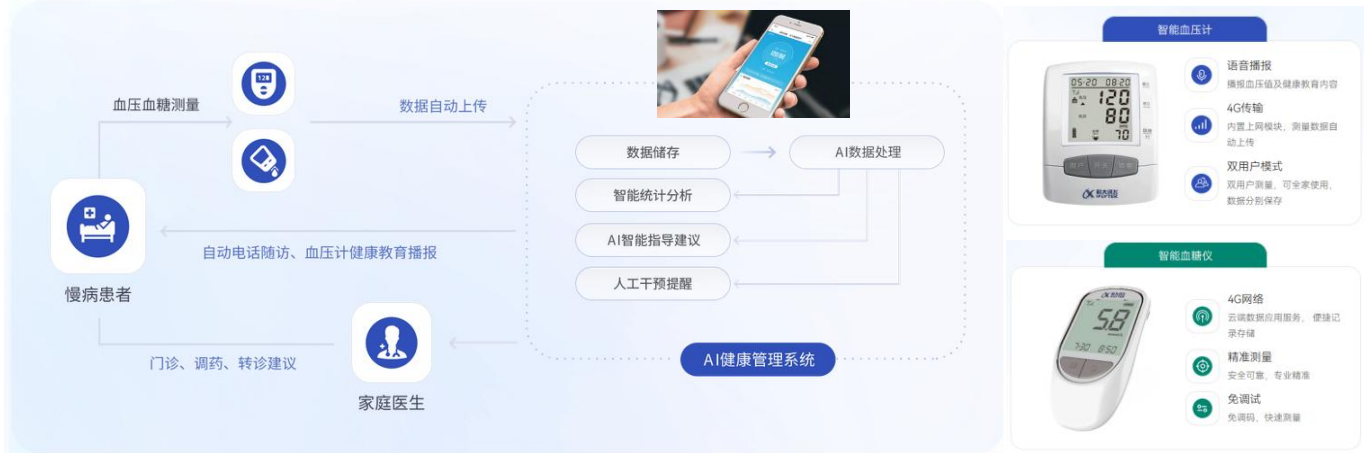 血压血糖测量
128
数据自动上传
自动电话随访、血压计健康教育播报
慢病患者
门诊、调药、转诊建议
家庭医生
数据储存
AI数据处理
智能统计分析
AI智能指导建议
人工干预提醒
AI健康管理系统
智能血压计
05-20 08:20
120
80
70
语音播报
播报血压值及健康教育内容
4G传输
内置上网模块，测量数据自
动上传
双用户模式
双用户测量，可全家使用，
数据分别保存
智能血糖仪
5.8
7-30 8:50
4G网络
云端数据应用服务， 便捷记
录存储
精准测量
安全可靠，专业精准
免调试
免调码，快速测量